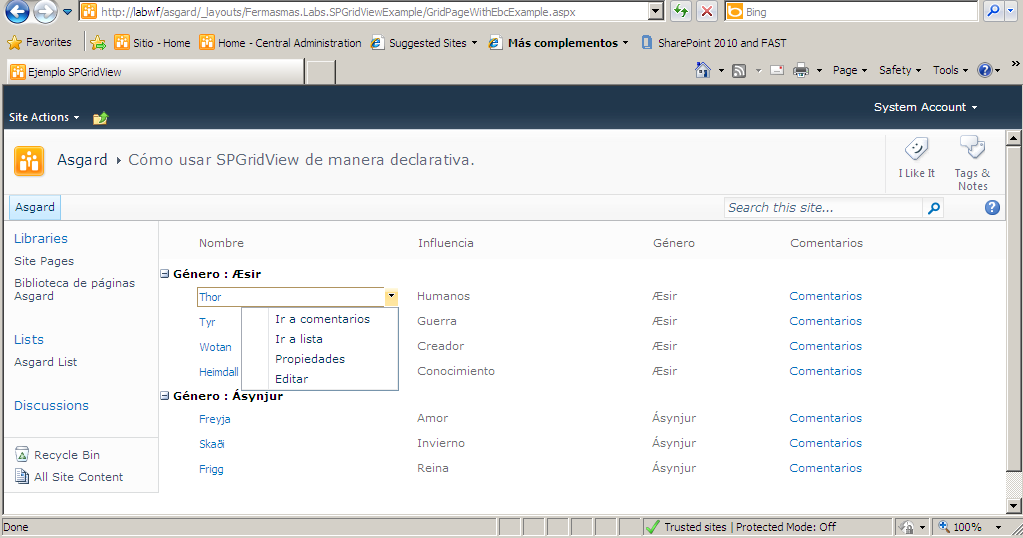 http://labwf/asgard/_layouts/Fermasmas.Labs.SPGridViewExample/GridPageWithEbcExample.aspx
Bing
Favorites
Sitio - Home
Home - Central Administration
Suggested Sites
Más complementos
SharePoint 2010 and FAST
Ejemplo SPGridView
Page
Safety
Tools
»
System Account
Site Actions
Asgard
Cómo usar SPGridView de manera declarativa.
I Like It
Tags &
Notes
Asgard
Search this site...
Libraries
Site Pages
Biblioteca de páginas
Asgard
Lists
Asgard List
Discussions
Recycle Bin
All Site Content
Nombre Influencia Género Comentarios
Género : Æsir
Thor Humanos Æsir Comentarios
Tyr Guerra Æsir Comentarios
Wotan Creador Æsir Comentarios
Heimdall Conocimiento Æsir Comentarios
Ir a comentarios
Ir a lista
Propiedades
Editar
Género : Ásynjur
Freyja Amor Ásynjur Comentarios
Skaði Invierno Ásynjur Comentarios
Frigg Reina Ásynjur Comentarios
Done
Trusted sites | Protected Mode: Off
100%